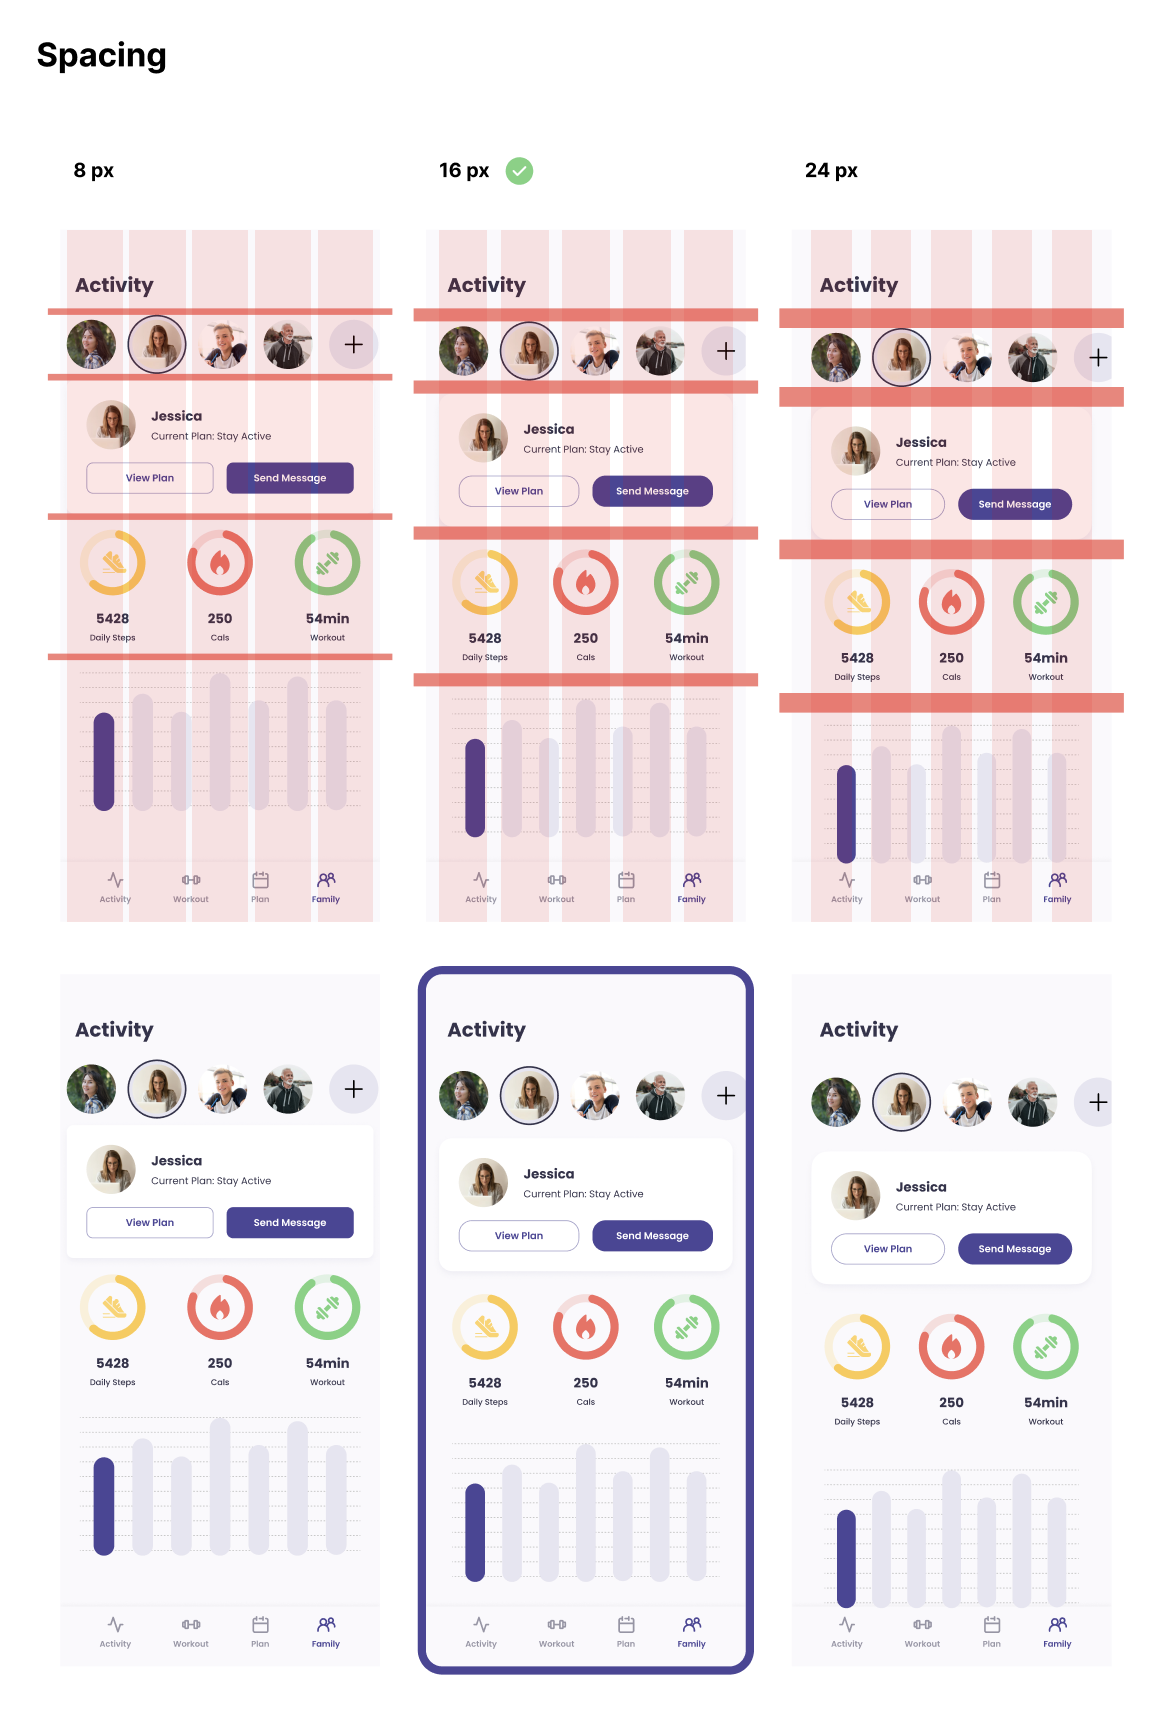 Spacing
8 px
16 px
24 px
Activity
Jessica
Current Plan: Stay Active
View Plan
Send Message
5428
250
54min
Daily Steps
Cals
Workout
Activity
Workout
Plan
Family
Activity
Jessica
Current Plan: Stay Active
View Plan
Send Message
5428
250
54min
Daily Steps
Cals
Workout
Activity
Workout
Plan
Family
Activity
Jessica
Current Plan: Stay Active
View Plan
Send Message
5428
250
54min
Daily Steps
Cals
Workout
Activity
Workout
Plan
Family
Activity
Jessica
Current Plan: Stay Active
View Plan
Send Message
5428
250
54min
Daily Steps
Cals
Workout
Activity
Workout
Plan
Family
Activity
Jessica
Current Plan: Stay Active
View Plan
Send Message
5428
250
54min
Daily Steps
Cals
Workout
Activity
Workout
Plan
Family
Activity
Jessica
Current Plan: Stay Active
View Plan
Send Message
5428
250
54min
Daily Steps
Cals
Workout
Activity
Workout
Plan
Family